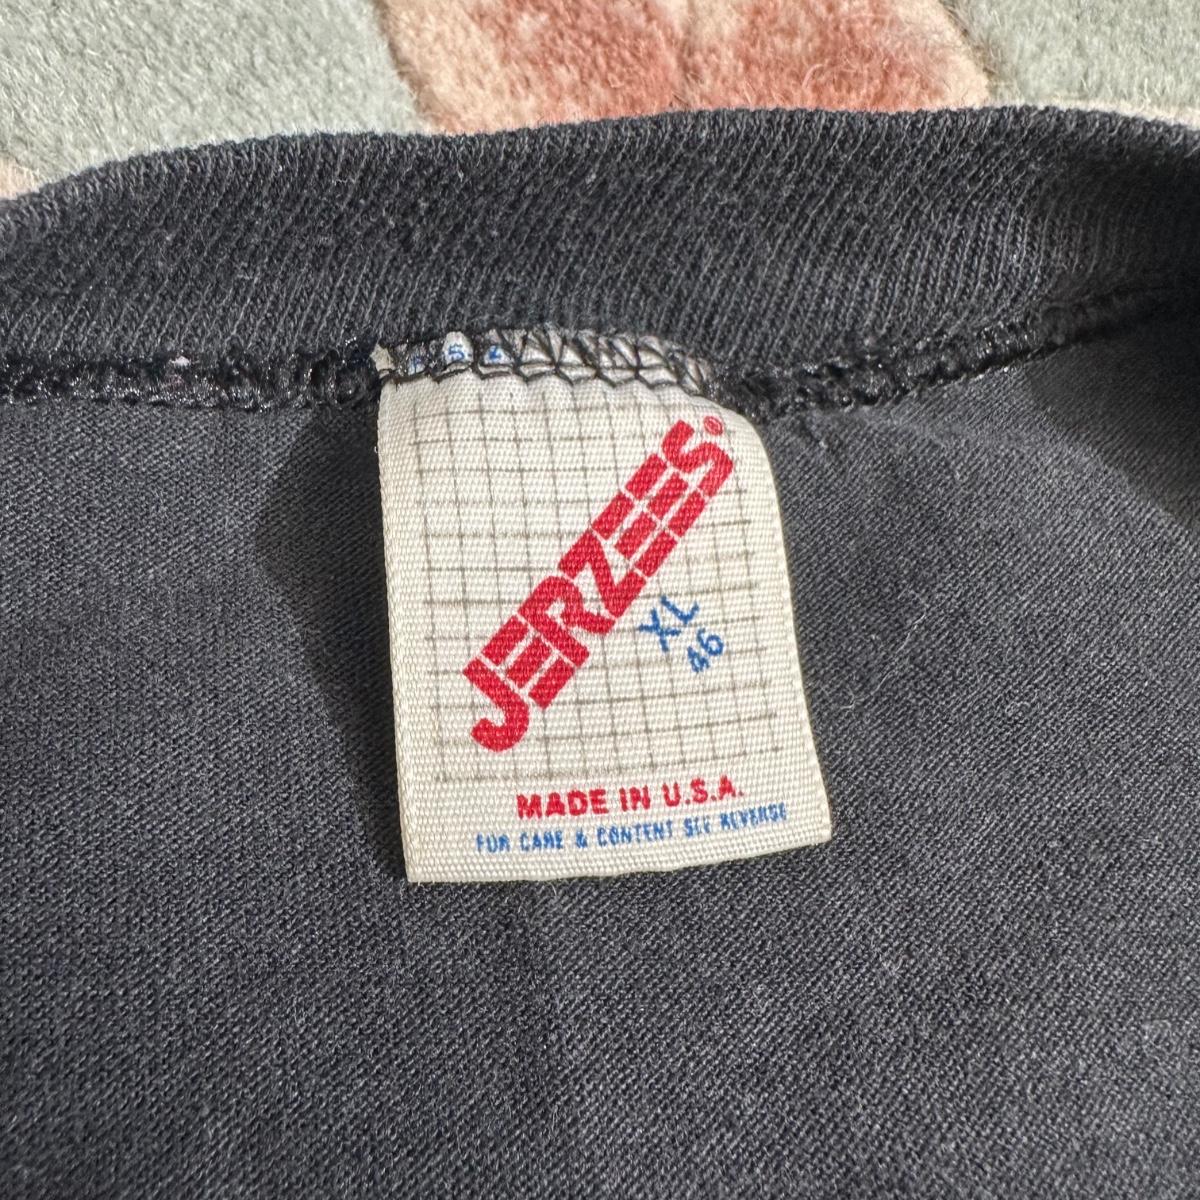 JERZEES®
XL
46
MADE IN U.S.A.
FOR CARE & CONTENT SEE REVERSE